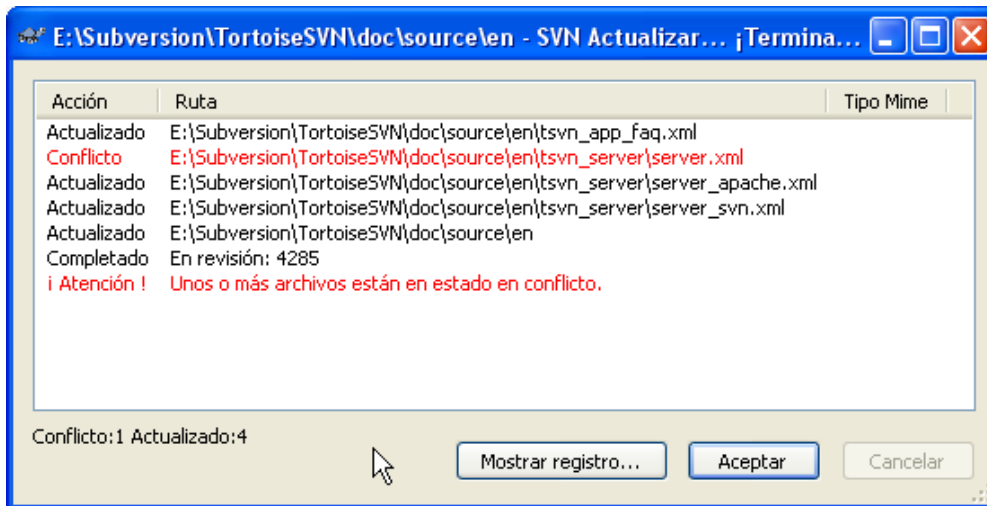 E:\Subversion\TortoiseSVN\doc\source\en - SVN Actualizar... ¡Termina...
Acción Ruta Tipo Mime
Actualizado E:\Subversion\TortoiseSVN\doc\source\en\tsvn_app_faq.xml
Conflicto E:\Subversion\TortoiseSVN\doc\source\en\tsvn_server\server.xml
Actualizado E:\Subversion\TortoiseSVN\doc\source\en\tsvn_server\server_apache.xml
Actualizado E:\Subversion\TortoiseSVN\doc\source\en\tsvn_server\server_svn.xml
Actualizado E:\Subversion\TortoiseSVN\doc\source\en
Completado En revisión: 4285
¡ Atención ! Unos o más archivos están en estado en conflicto.
Conflicto:1 Actualizado:4
Mostrar registro... Aceptar Cancelar